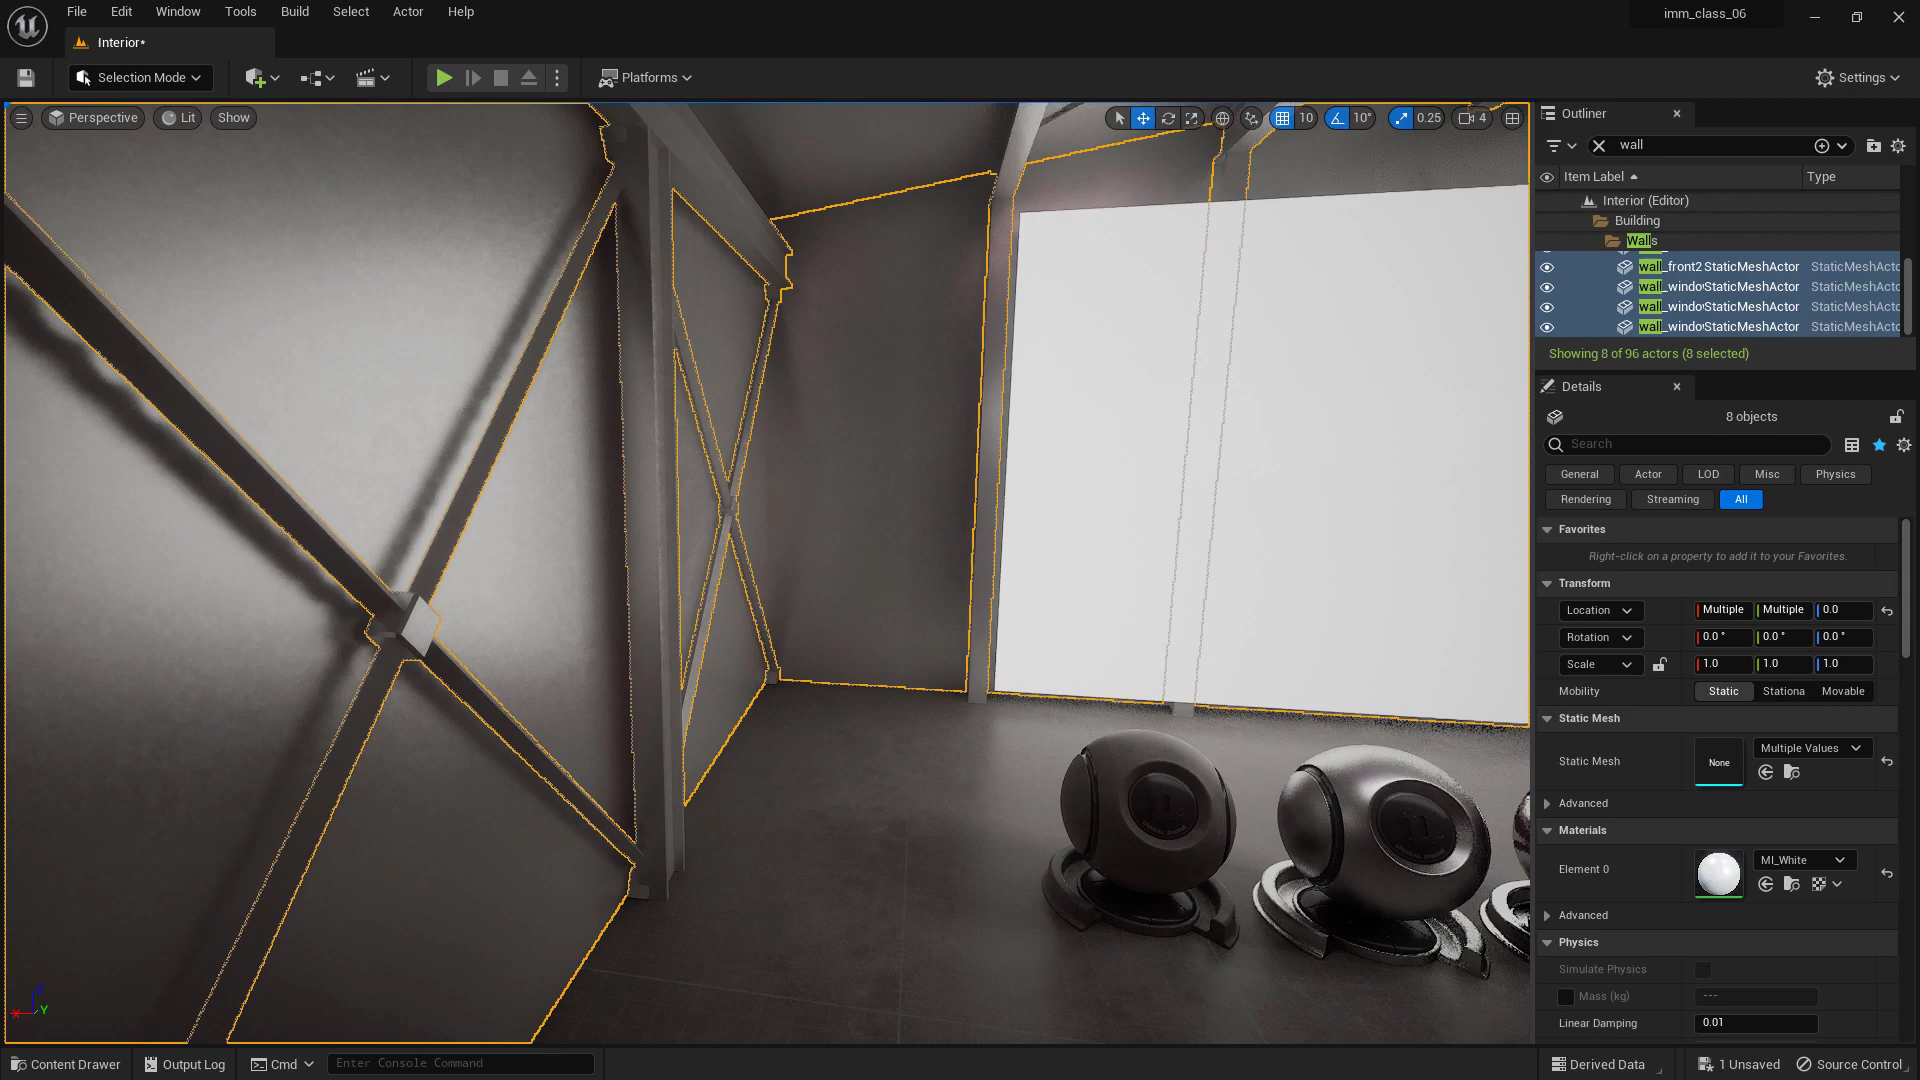 File Edit Window Tools Build Select Actor Help
imm_class_06
Interior*
Selection Mode
Platforms
Settings
Perspective Lit Show
10 10° 0.25 4
Outliner
wall
Item Label Type
Interior (Editor)
Building
Walls
wall_front2 StaticMeshActor StaticMeshActo
wall_windo StaticMeshActor StaticMeshActo
wall_windo StaticMeshActor StaticMeshActo
wall_windo StaticMeshActor StaticMeshActo
Showing 8 of 96 actors (8 selected)
Details
8 objects
Search
General Actor LOD Misc Physics
Rendering Streaming All
Favorites
Right-click on a property to add it to your Favorites.
Transform
Location Multiple Multiple 0.0
Rotation 0.0 ° 0.0 ° 0.0 °
Scale 1.0 1.0 1.0
Mobility Static Stationa Movable
Static Mesh
Static Mesh None Multiple Values
Advanced
Materials
Element 0 MI_White
Advanced
Physics
Simulate Physics
Mass (kg) ---
Linear Damping 0.01
Z
X Y
Content Drawer Output Log Cmd Enter Console Command
Derived Data 1 Unsaved Source Control